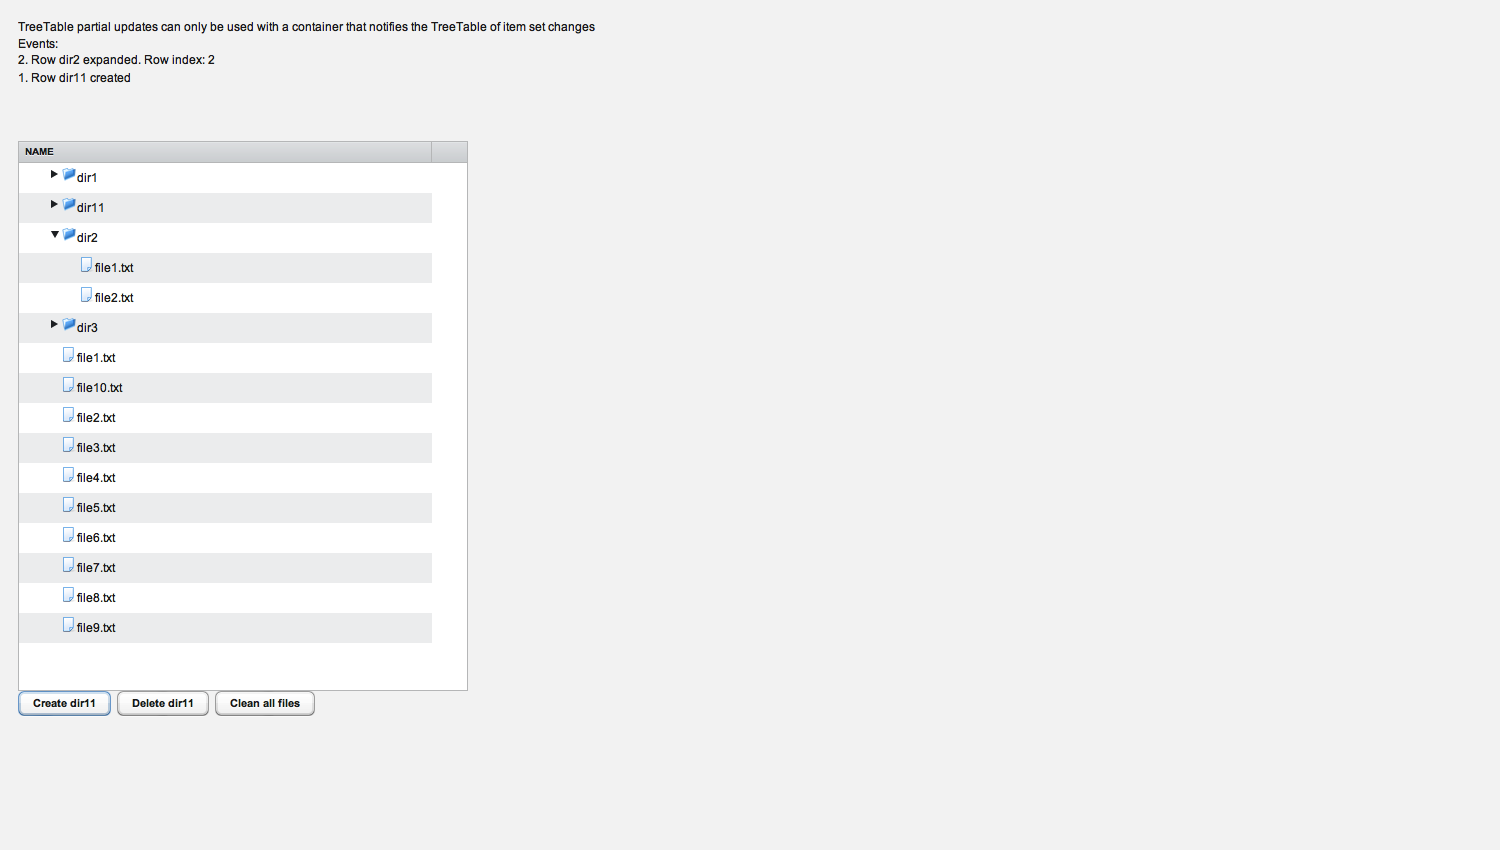 TreeTable partial updates can only be used with a container that notifies the TreeTable of item set changes
Events:
2. Row dir2 expanded. Row index: 2
1. Row dir11 created
NAME
dir1
dir11
dir2
file1.txt
file2.txt
dir3
file1.txt
file10.txt
file2.txt
file3.txt
file4.txt
file5.txt
file6.txt
file7.txt
file8.txt
file9.txt
Create dir11 Delete dir11 Clean all files